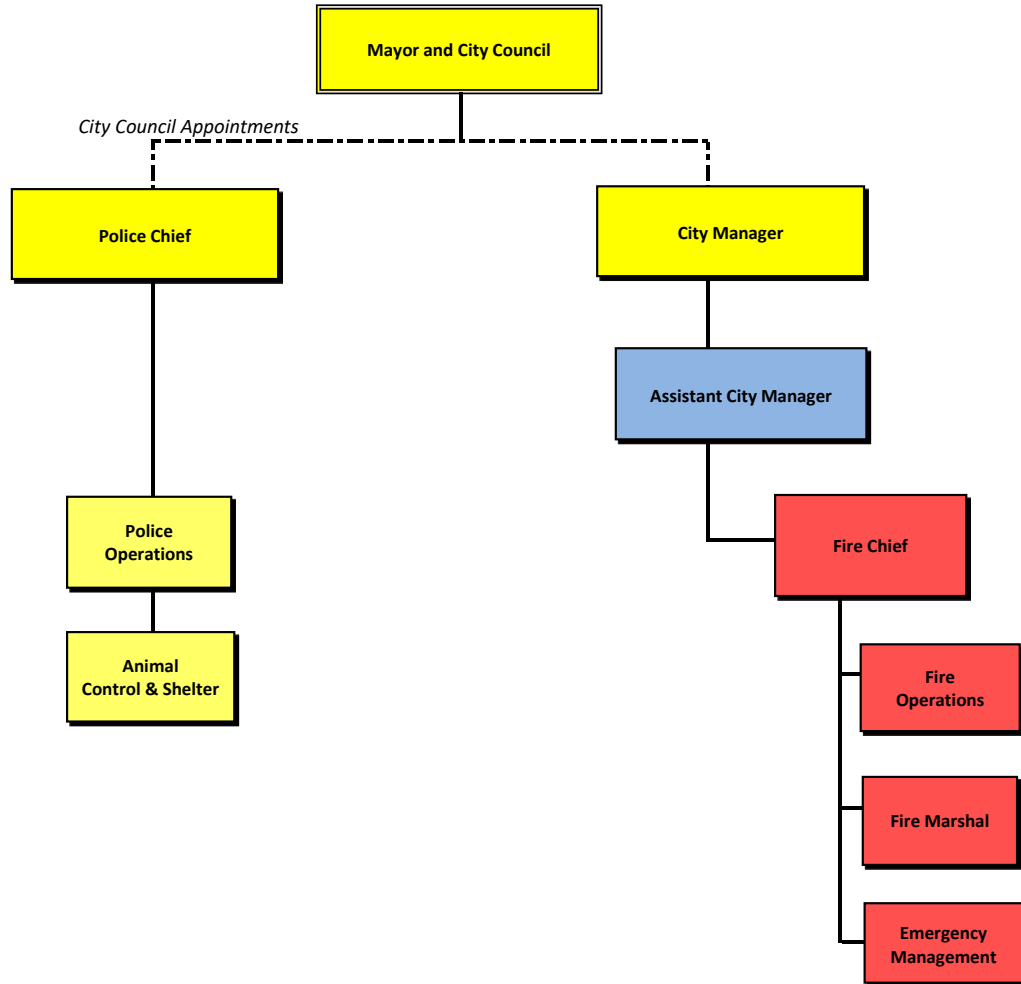 Mayor and City Council
City Council Appointments
Police Chief
City Manager
Assistant City Manager
Police
Operations
Fire Chief
Animal
Control & Shelter
Fire
Operations
Fire Marshal
Emergency
Management